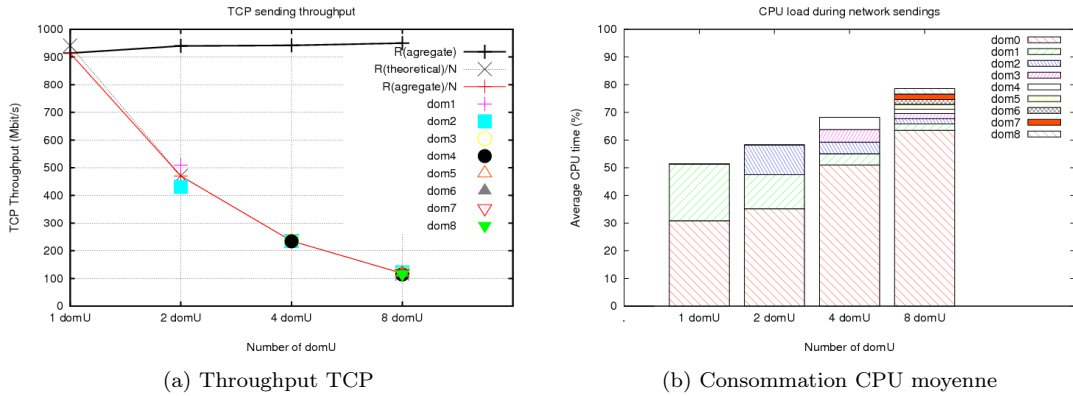 TCP sending throughput
1000
900
800
700
600
500
400
300
200
100
0
TCP Throughput (Mbit/s)
R(agregate)
R(theoretical)/N
R(agregate)/N
dom1
dom2
dom3
dom4
dom5
dom6
dom7
dom8
1 domU
2 domU
4 domU
8 domU
Number of domU
(a) Throughput TCP
CPU load during network sendings
100
90
80
70
60
50
40
30
20
10
0
Average CPU time (%)
dom0
dom1
dom2
dom3
dom4
dom5
dom6
dom7
dom8
.
1 domU
2 domU
4 domU
8 domU
Number of domU
(b) Consommation CPU moyenne